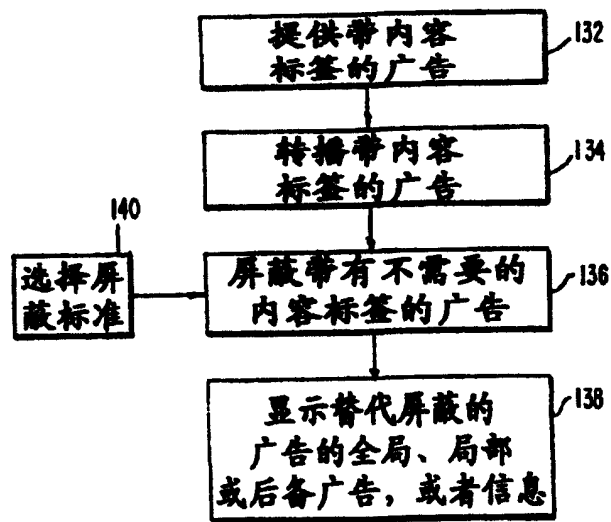 提供带内容
标签的广告
132
转播带内容
标签的广告
134
140
选择屏
蔽标准
屏蔽带有不需要的
内容标签的广告
136
显示替代屏蔽的
广告的全局、局部
或后备广告，或者信息
138